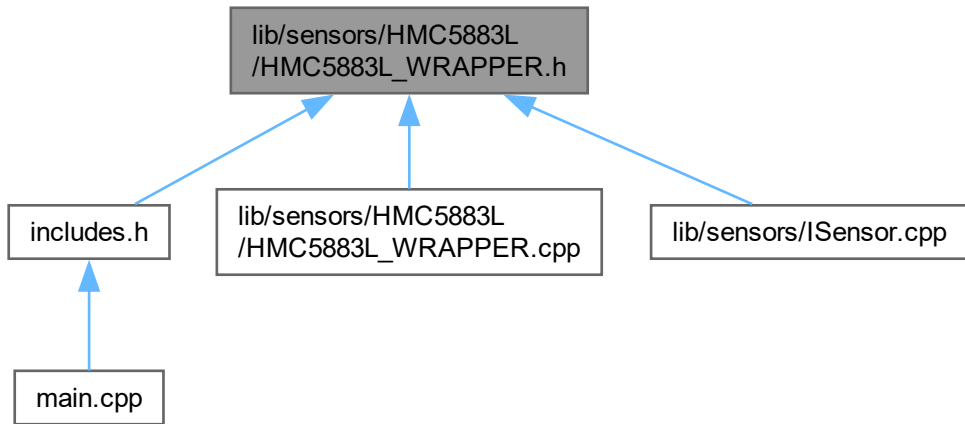 lib/sensors/HMC5883L
/HMC5883L_WRAPPER.h
includes.h
lib/sensors/HMC5883L
/HMC5883L_WRAPPER.cpp
lib/sensors/ISensor.cpp
main.cpp